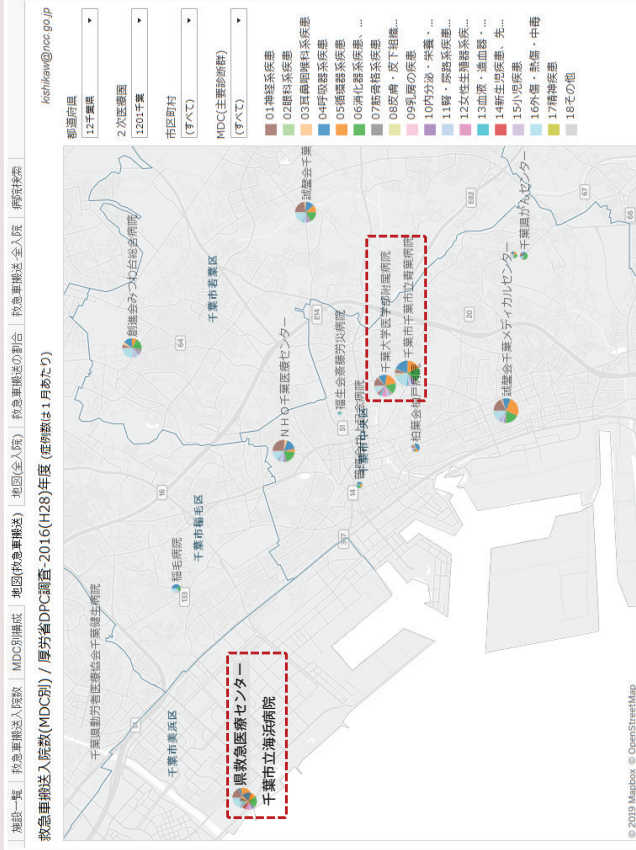 施設一覧
救急車搬送入院数
MDC別構成
地図(救急車搬送)
地図(全入院)
救急車搬送の割合
救急車搬送 全入院
病院検索
救急車搬送入院数(MDC別) / 厚労省DPC調査-2016(H28)年度 (症例数は1月あたり)
kishikaw@ncc.go.jp
都道府県
12千葉県
2次医療圏
1201千葉
市区町村
(すべて)
MDC(主要診断群)
(すべて)
01神経系疾患
02眼科系疾患
03耳鼻咽喉科系疾患
04呼吸器系疾患
05循環器系疾患
06消化器系疾患、...
07筋骨格系疾患
08皮膚・皮下組織...
09乳房の疾患
10内分泌・栄養・...
11腎・尿路系疾患...
12女性生殖器系疾...
13血液・造血器・...
14新生児疾患、先...
15小児疾患
16外傷・熱傷・中毒
17精神疾患
18その他
千葉県勤労者医療協会千葉健生病院
千葉市美浜区
県救急医療センター
千葉市立海浜病院
稲毛病院
千葉市稲毛区
133
16
創進会みつわ台総合病院
千葉市若葉区
64
NHO千葉医療センター
E14
誠馨会千葉
福生会斎藤労災病院
51
千葉市中央区
14
357
千葉大学医学部附属病院
千葉市千葉市立青葉病院
柏葉会柏戸病院
E82
20
誠馨会千葉メディカルセンター
千葉県がんセンター
67
66
© 2019 Mapbox © OpenStreetMap